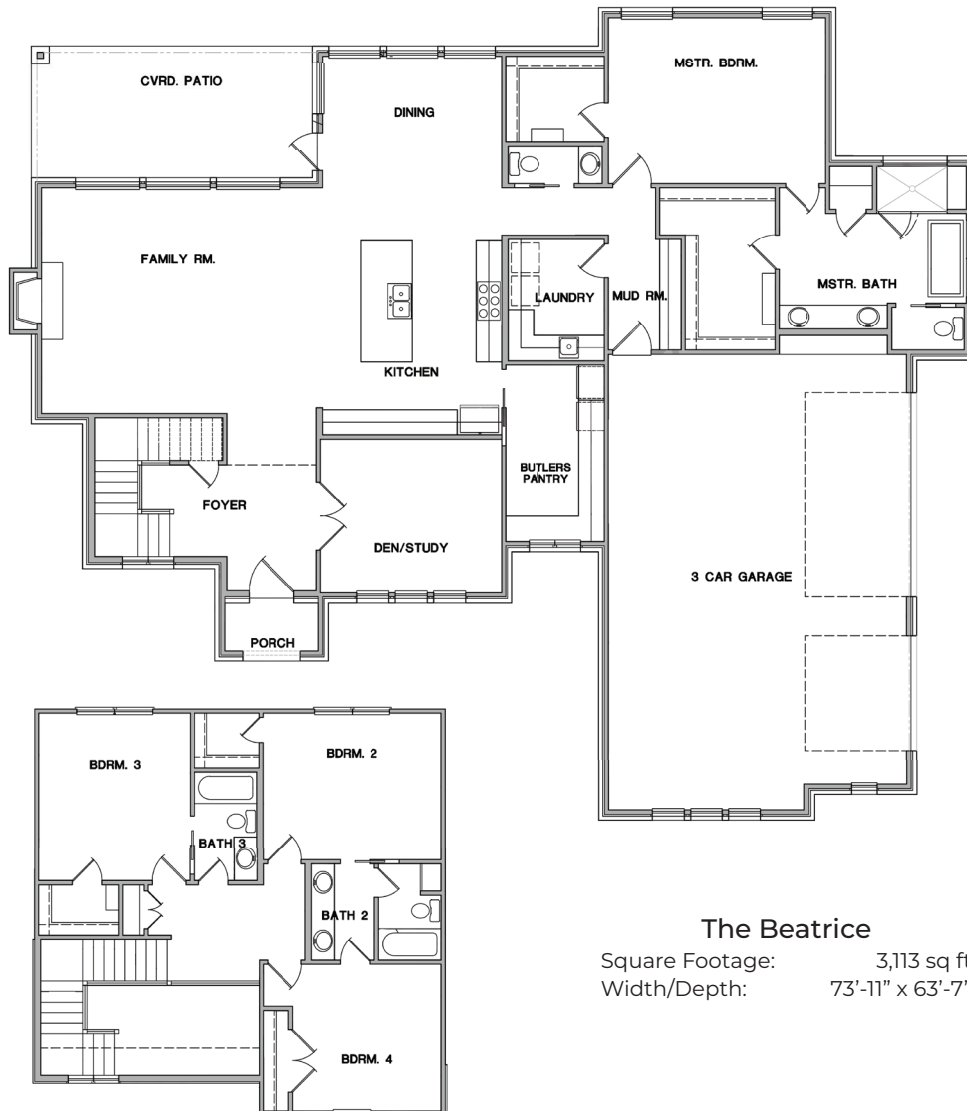 CVRD. PATIO
DINING
MSTR. BDRM.
FAMILY RM.
LAUNDRY
MUD RM.
MSTR. BATH
KITCHEN
BUTLERS
PANTRY
FOYER
DEN/STUDY
3 CAR GARAGE
PORCH
BDRM. 3
BDRM. 2
BATH 3
BATH 2
BDRM. 4
The Beatrice
Square Footage: 3,113 sq ft
Width/Depth: 73’-11” x 63’-7”